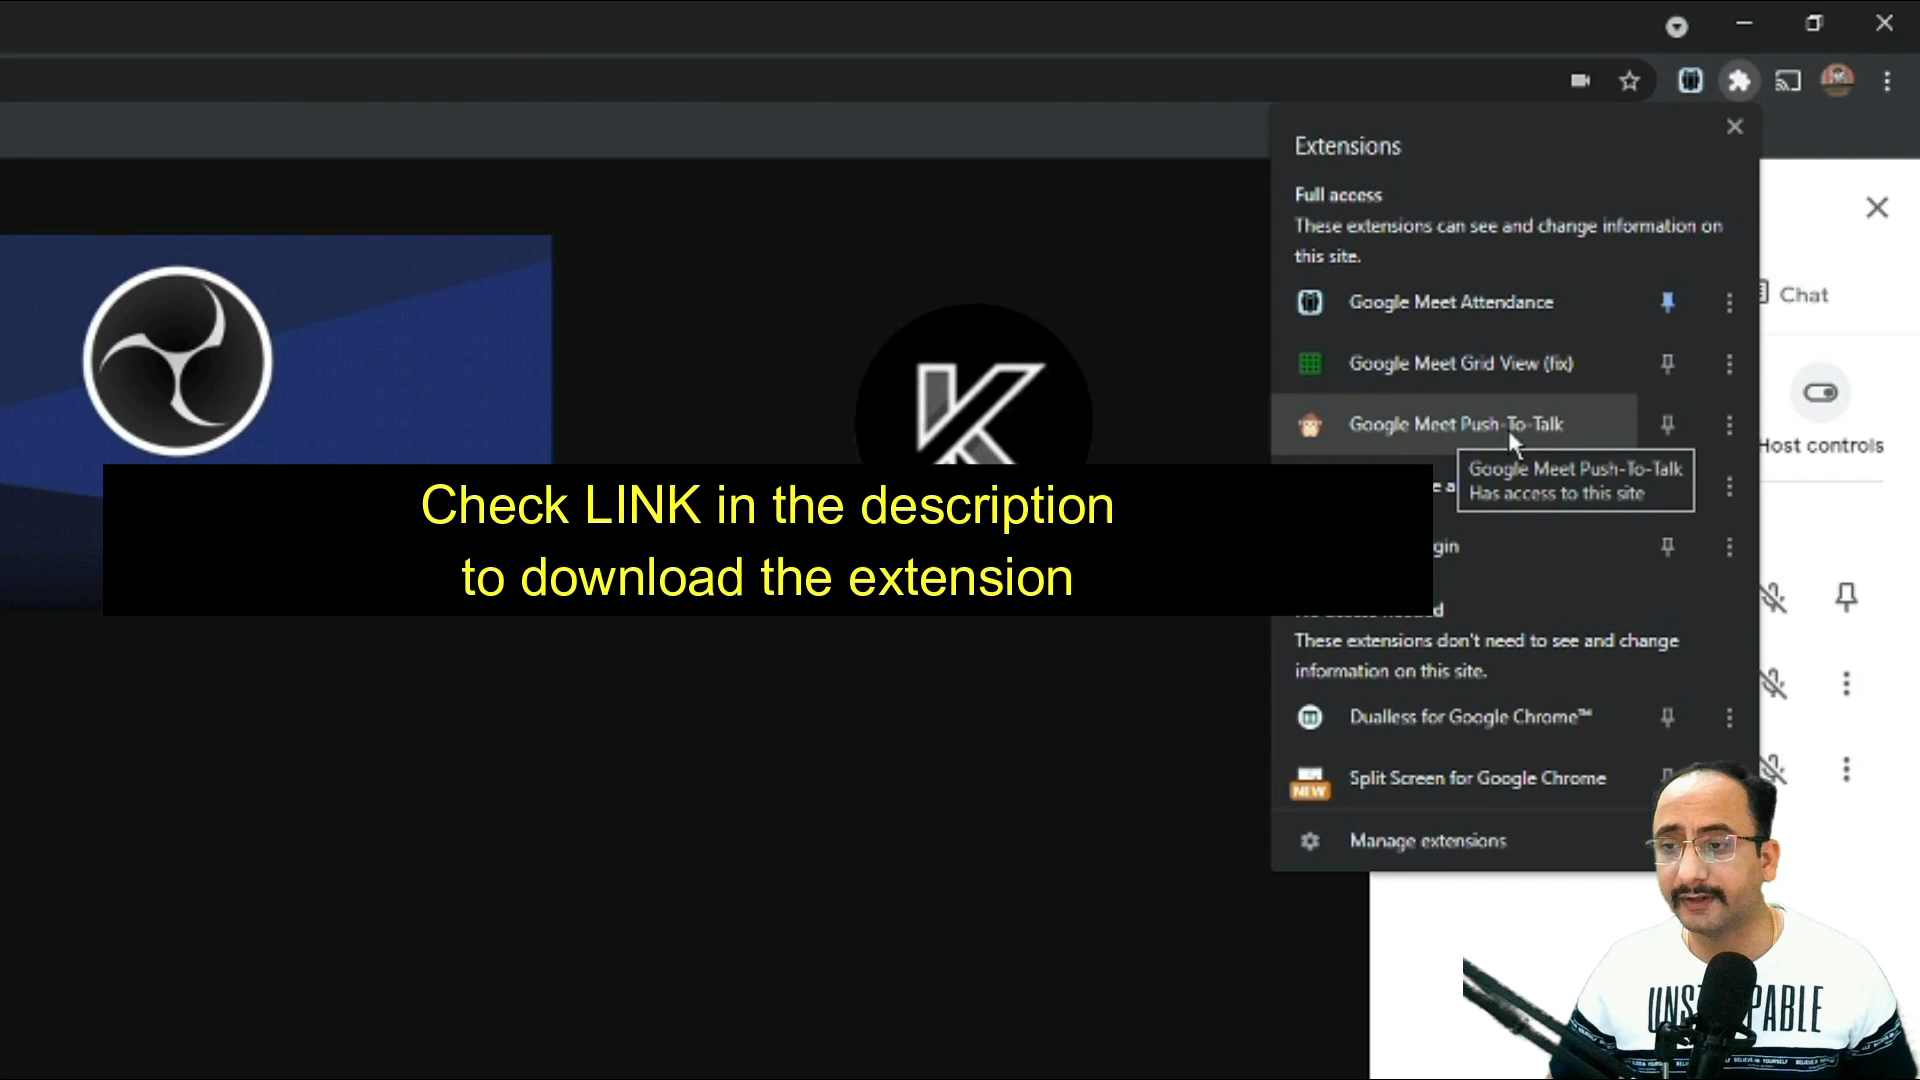 Extensions
Full access
These extensions can see and change information on
this site.
Google Meet Attendance
Google Meet Grid View (fix)
Google Meet Push-To-Talk
Google Meet Push-To-Talk
Has access to this site
Chat
Host controls
Check LINK in the description
to download the extension
These extensions don't need to see and change
information on this site.
Dualless for Google Chrome™
Split Screen for Google Chrome
NEW
Manage extensions
BELIEVE IN YOURSELF